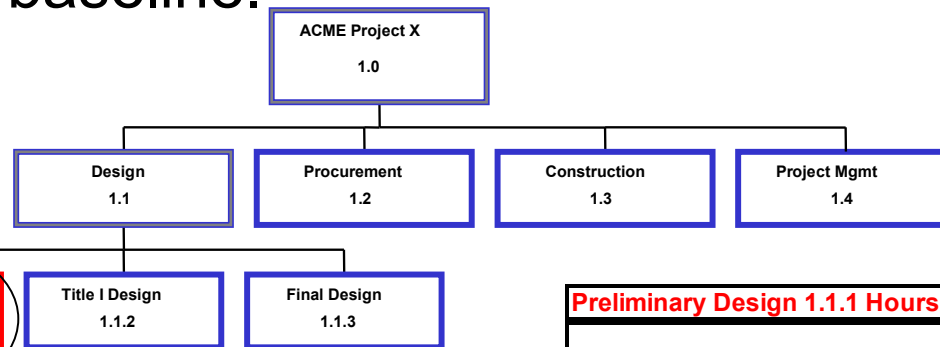 baseline.
ACME Project X
1.0
Design
1.1
Procurement
1.2
Construction
1.3
Project Mgmt
1.4
Title I Design
1.1.2
Final Design
1.1.3
Preliminary Design 1.1.1 Hours